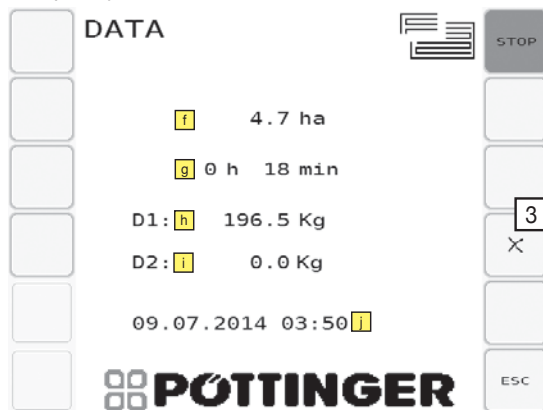 DATA
STOP
f 4.7 ha
g 0 h 18 min
D1: h 196.5 Kg
3
D2: i 0.0 Kg
09.07.2014 03:50 j
PÖTTINGER
ESC